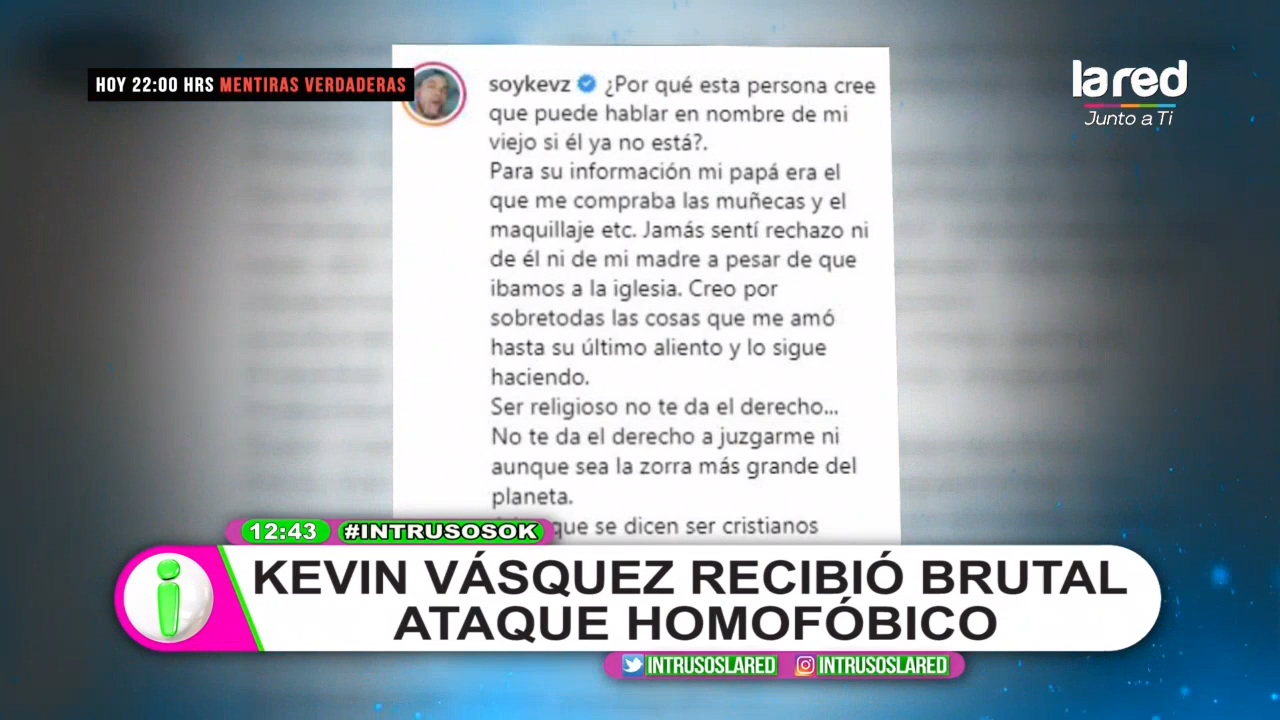 HOY 22:00 HRS MENTIRAS VERDADERAS
la red
Junto a Ti
soykevz ¿Por qué esta persona cree
que puede hablar en nombre de mi
viejo si él ya no está?.
Para su información mi papá era el
que me compraba las muñecas y el
maquillaje etc. Jamás sentí rechazo ni
de él ni de mi madre a pesar de que
ibamos a la iglesia. Creo por
sobretodas las cosas que me amó
hasta su último aliento y lo sigue
haciendo.
Ser religioso no te da el derecho...
No te da el derecho a juzgarme ni
aunque sea la zorra más grande del
planeta.
que se dicen ser cristianos
12:43 #INTRUSOSOK
KEVIN VÁSQUEZ RECIBIÓ BRUTAL
ATAQUE HOMOFÓBICO
INTRUSOSLARED INTRUSOSLARED